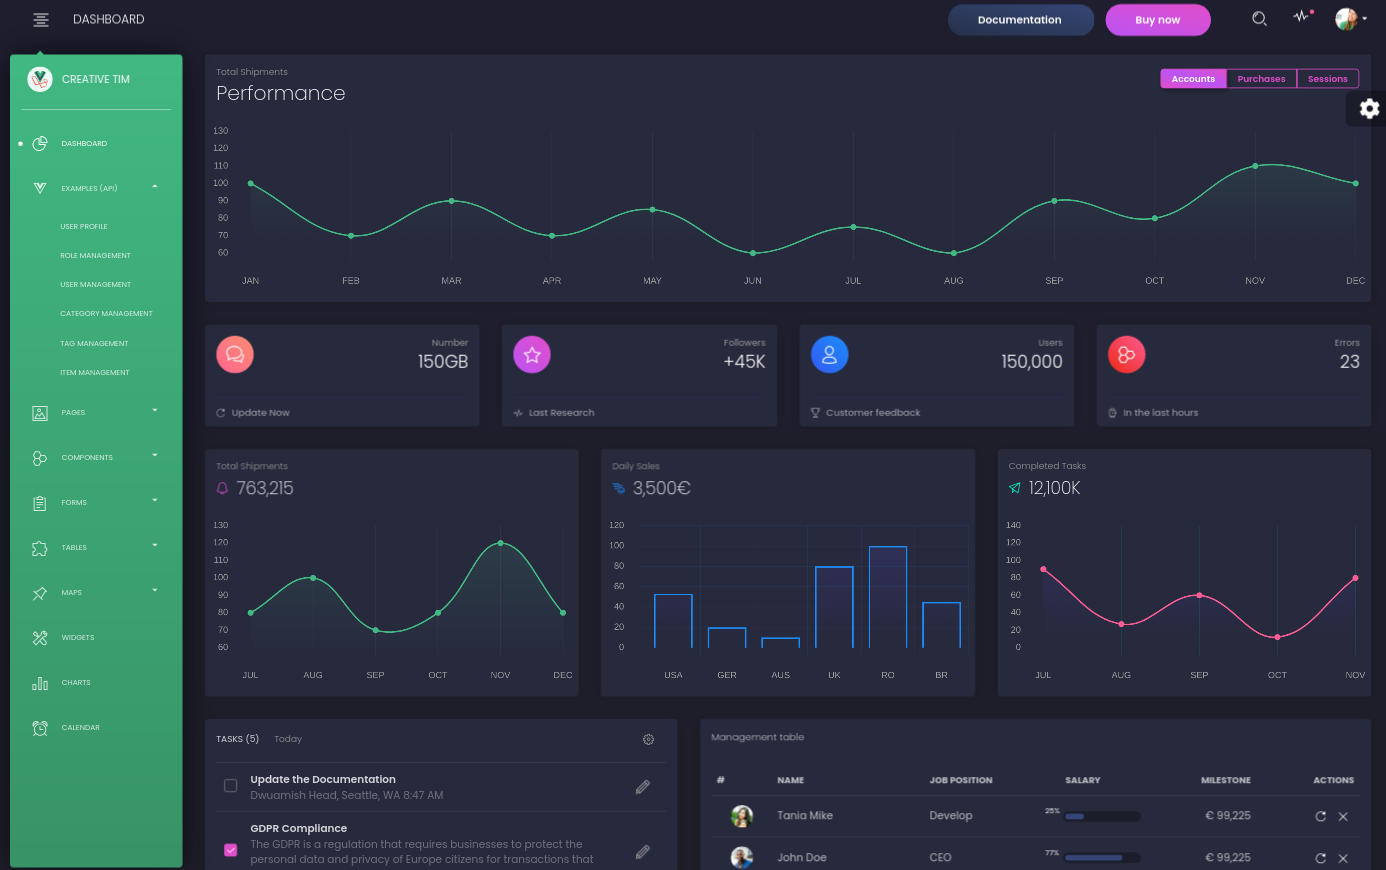 DASHBOARD
Documentation
Buy now
CREATIVE TIM
DASHBOARD
EXAMPLES (API)
USER PROFILE
ROLE MANAGEMENT
USER MANAGEMENT
CATEGORY MANAGEMENT
TAG MANAGEMENT
ITEM MANAGEMENT
PAGES
COMPONENTS
FORMS
TABLES
MAPS
WIDGETS
CHARTS
CALENDAR
Total Shipments
Performance
Accounts Purchases Sessions
130
120
110
100
90
80
70
60
JAN FEB MAR APR MAY JUN JUL AUG SEP OCT NOV DEC
Number
150GB
Update Now
Followers
+45K
Last Research
Users
150,000
Customer feedback
Errors
23
In the last hours
Total Shipments
763,215
130
120
110
100
90
80
70
60
JUL AUG SEP OCT NOV DEC
Daily Sales
3,500€
120
100
80
60
40
20
0
USA GER AUS UK RO BR
Completed Tasks
12,100K
140
120
100
80
60
40
20
0
JUL AUG SEP OCT NOV
TASKS (5) Today
Update the Documentation
Dwuamish Head, Seattle, WA 8:47 AM
GDPR Compliance
The GDPR is a regulation that requires businesses to protect the
personal data and privacy of Europe citizens for transactions that
Management table
# NAME JOB POSITION SALARY MILESTONE ACTIONS
Tania Mike Develop 25% € 99,225
John Doe CEO 77% € 99,225